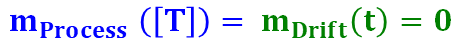 m_Process ([T]) = m_Drift(t) = 0